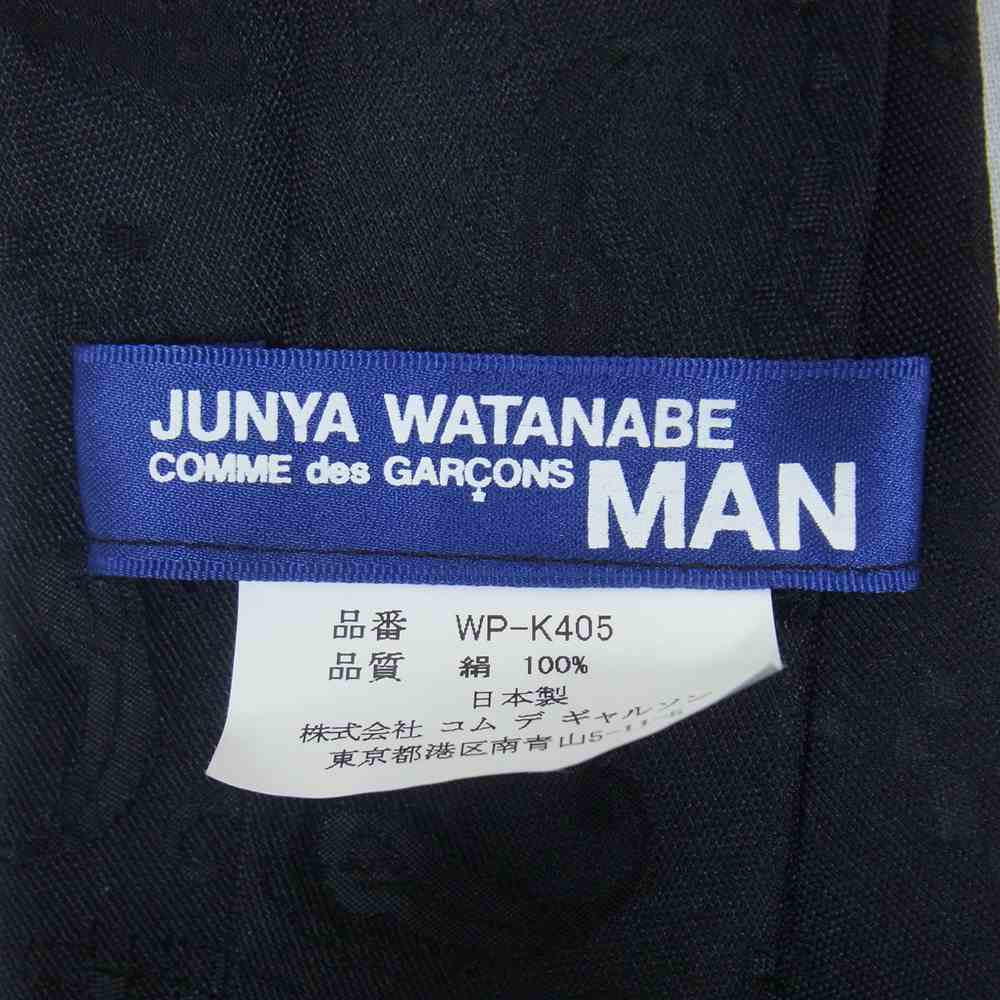 JUNYA WATANABE
COMME des GARÇONS MAN
品番 WP-K405
品質 絹 100%
日本製
株式会社 コム デ ギャルソン
東京都港区南青山5-11-5